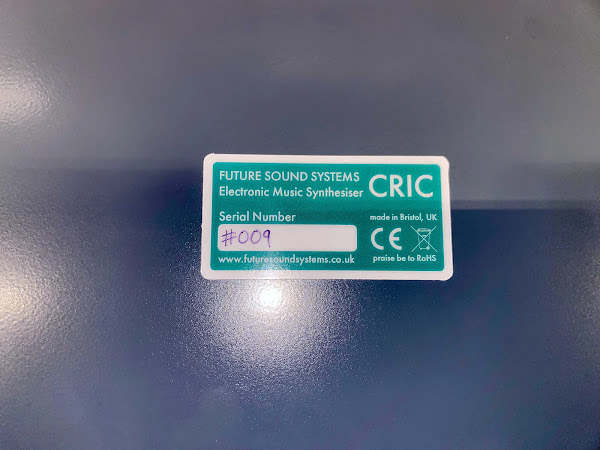 FUTURE SOUND SYSTEMS
Electronic Music Synthesiser CRIC
Serial Number
made in Bristol, UK
#009
CE
www.futuresoundsystems.co.uk
praise be to RoHS